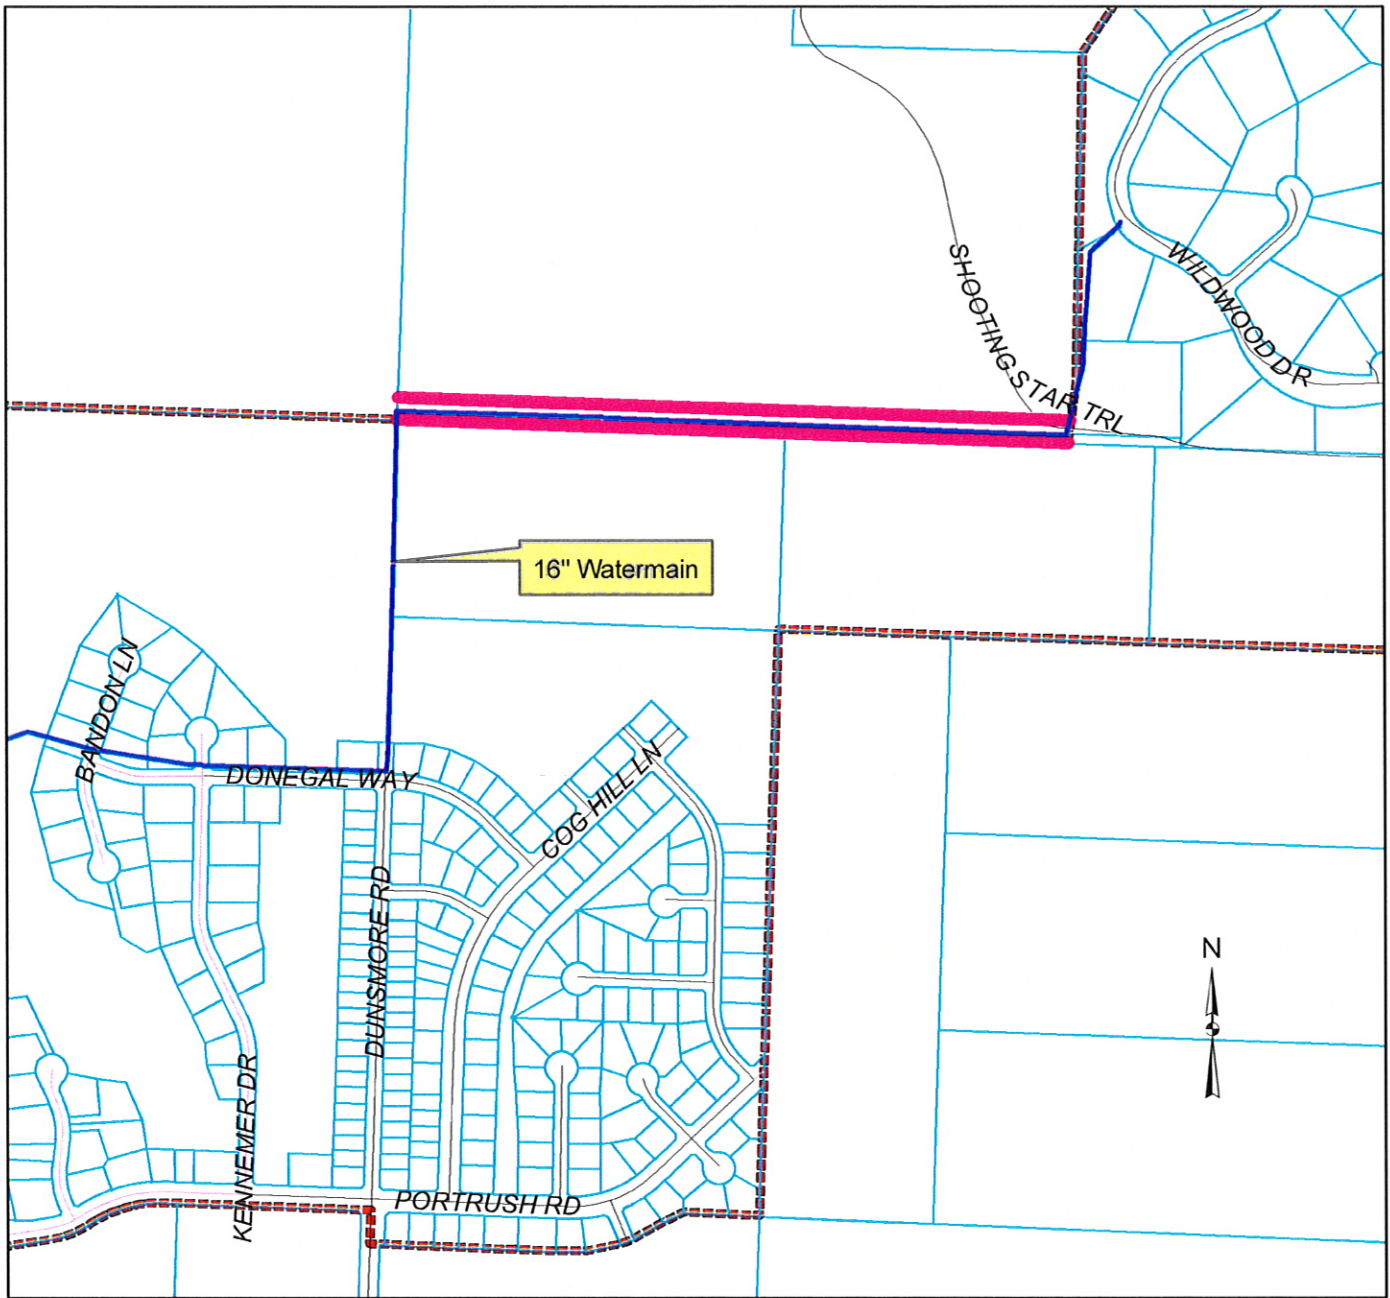 SHOOTING STAR TRL
WILDWOOD DR
16" Watermain
BANDON LN
DONEGAL WAY
COG HILL LN
DUNSMORE RD
N
KENNEMER DR
PORTRUSH RD